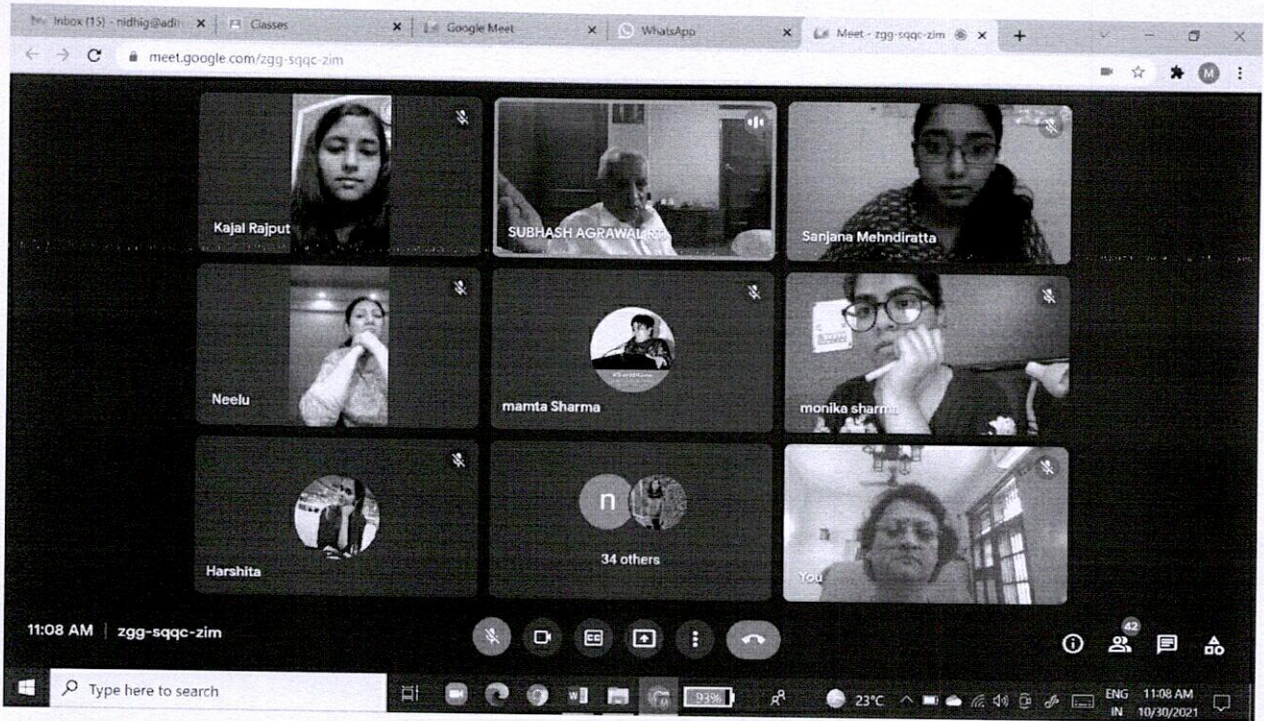 Inbox (15) - nidhig@adit
Classes
Google Meet
WhatsApp
Meet - zgg-sqqc-zim
meet.google.com/zgg-sqqc-zim
M
Kajal Rajput
SUBHASH AGRAWAL
Sanjana Mehndiratta
Neelu
mamta Sharma
monika sharma
Harshita
n
34 others
You
11:08 AM | zgg-sqqc-zim
CC
42
Type here to search
93%
23°C
ENG
IN
11:08 AM
10/30/2021